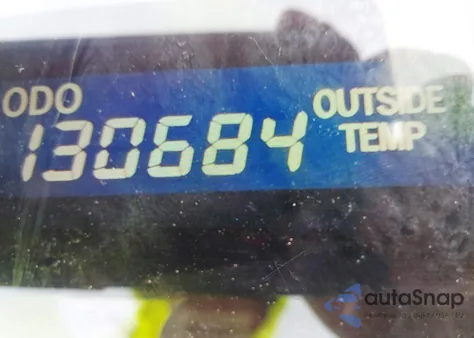 ODO
130684
OUTSIDE
TEMP
autoSnap